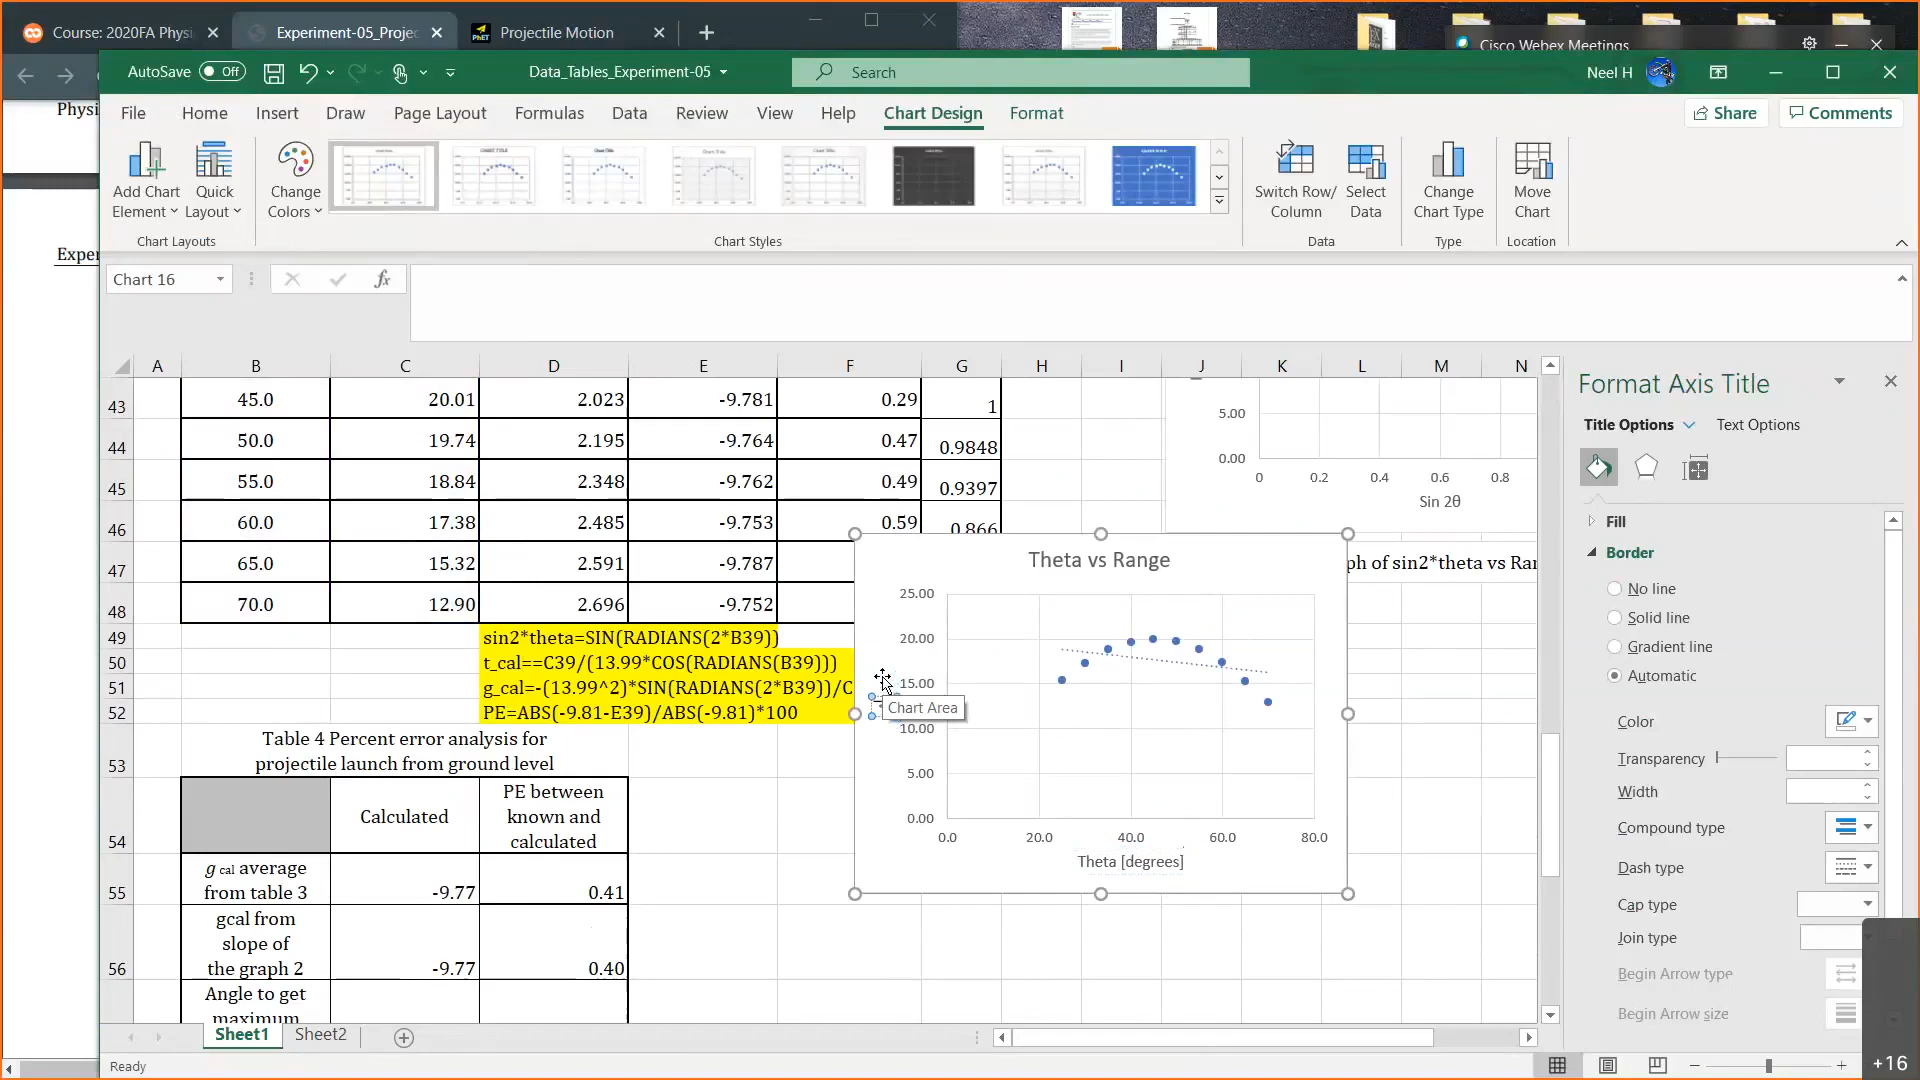 Course: 2020FA Physi
Experiment-05_Projec
Projectile Motion
Cisco Webex Meetings
Physi
Exper
AutoSave Off
Data_Tables_Experiment-05
Search
Neel H
File Home Insert Draw Page Layout Formulas Data Review View Help Chart Design Format
Share
Comments
Add Chart Element
Quick Layout
Change Colors
Switch Row/ Column
Select Data
Change Chart Type
Move Chart
Chart Layouts
Chart Styles
Data
Type
Location
Chart 16
fx
A B C D E F G H I J K L M N
43 45.0 20.01 2.023 -9.781 0.29 1
44 50.0 19.74 2.195 -9.764 0.47 0.9848
45 55.0 18.84 2.348 -9.762 0.49 0.9397
46 60.0 17.38 2.485 -9.753 0.59 0.866
47 65.0 15.32 2.591 -9.787
48 70.0 12.90 2.696 -9.752
49 sin2*theta=SIN(RADIANS(2*B39))
50 t_cal==C39/(13.99*COS(RADIANS(B39)))
51 g_cal=-(13.99^2)*SIN(RADIANS(2*B39))/C
52 PE=ABS(-9.81-E39)/ABS(-9.81)*100
Table 4 Percent error analysis for
53 projectile launch from ground level
54 Calculated
PE between
known and
calculated
g cal average
55 from table 3 -9.77 0.41
gcal from
slope of
56 the graph 2 -9.77 0.40
Angle to get
maximum
5.00
0.00
0 0.2 0.4 0.6 0.8
Sin 2θ
ph of sin2*theta vs Ran
Theta vs Range
25.00
20.00
15.00
10.00
5.00
0.00
0.0 20.0 40.0 60.0 80.0
Theta [degrees]
Chart Area
Format Axis Title
Title Options
Text Options
Fill
Border
No line
Solid line
Gradient line
Automatic
Color
Transparency
Width
Compound type
Dash type
Cap type
Join type
Begin Arrow type
Begin Arrow size
Sheet1 Sheet2
Ready
+16